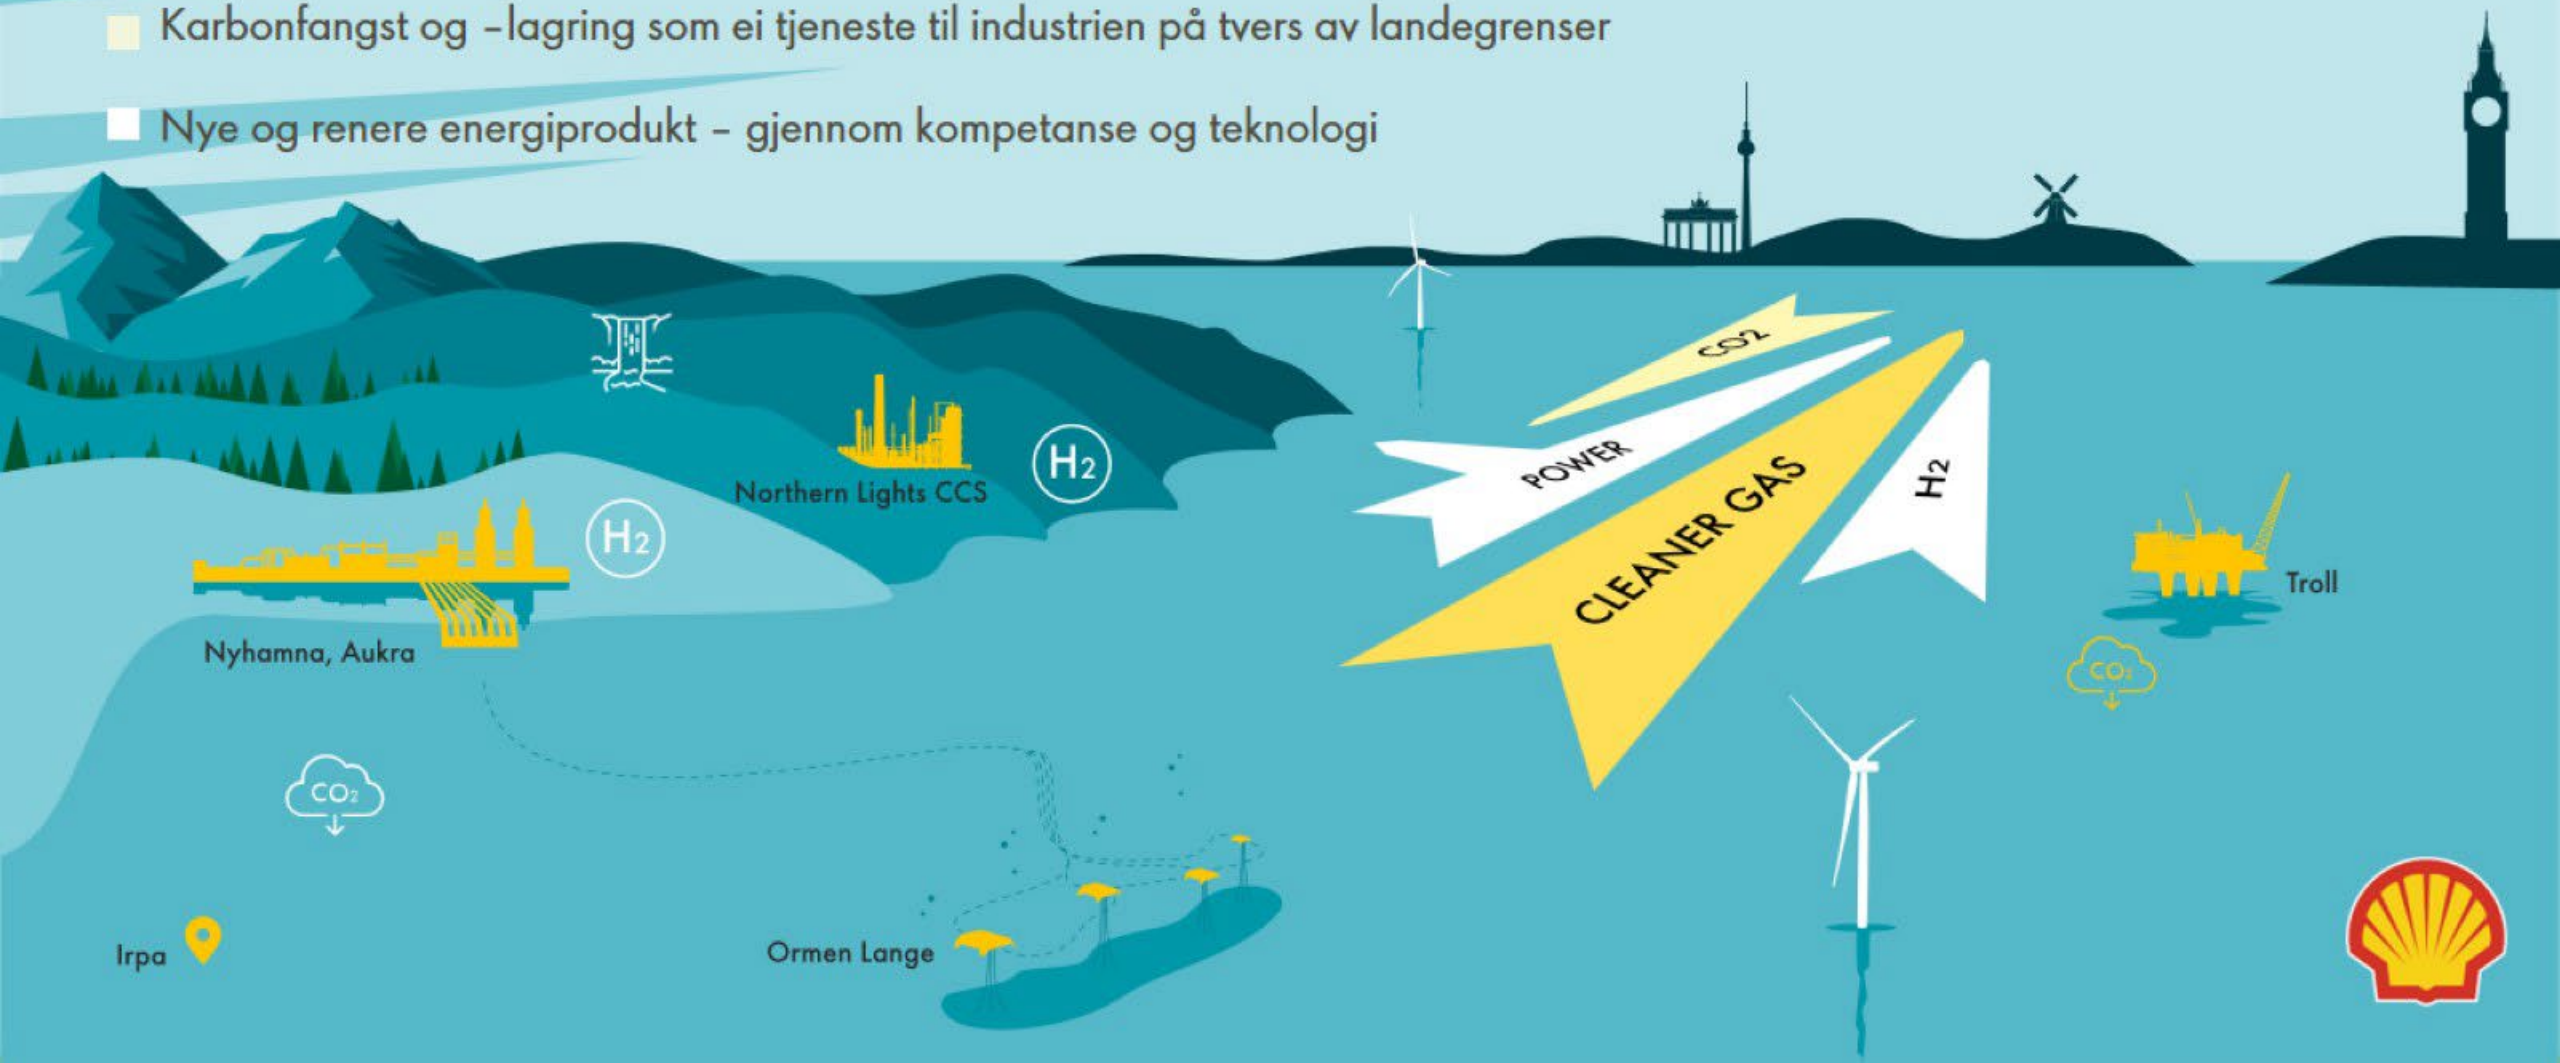 Karbonfangst og –lagring som ei tjeneste til industrien på tvers av landegrenser
Nye og renere energiprodukt – gjennom kompetanse og teknologi
CO2
POWER
CLEANER GAS
H2
Northern Lights CCS
H2
H2
Nyhamna, Aukra
Troll
CO2
CO2
Irpa
Ormen Lange